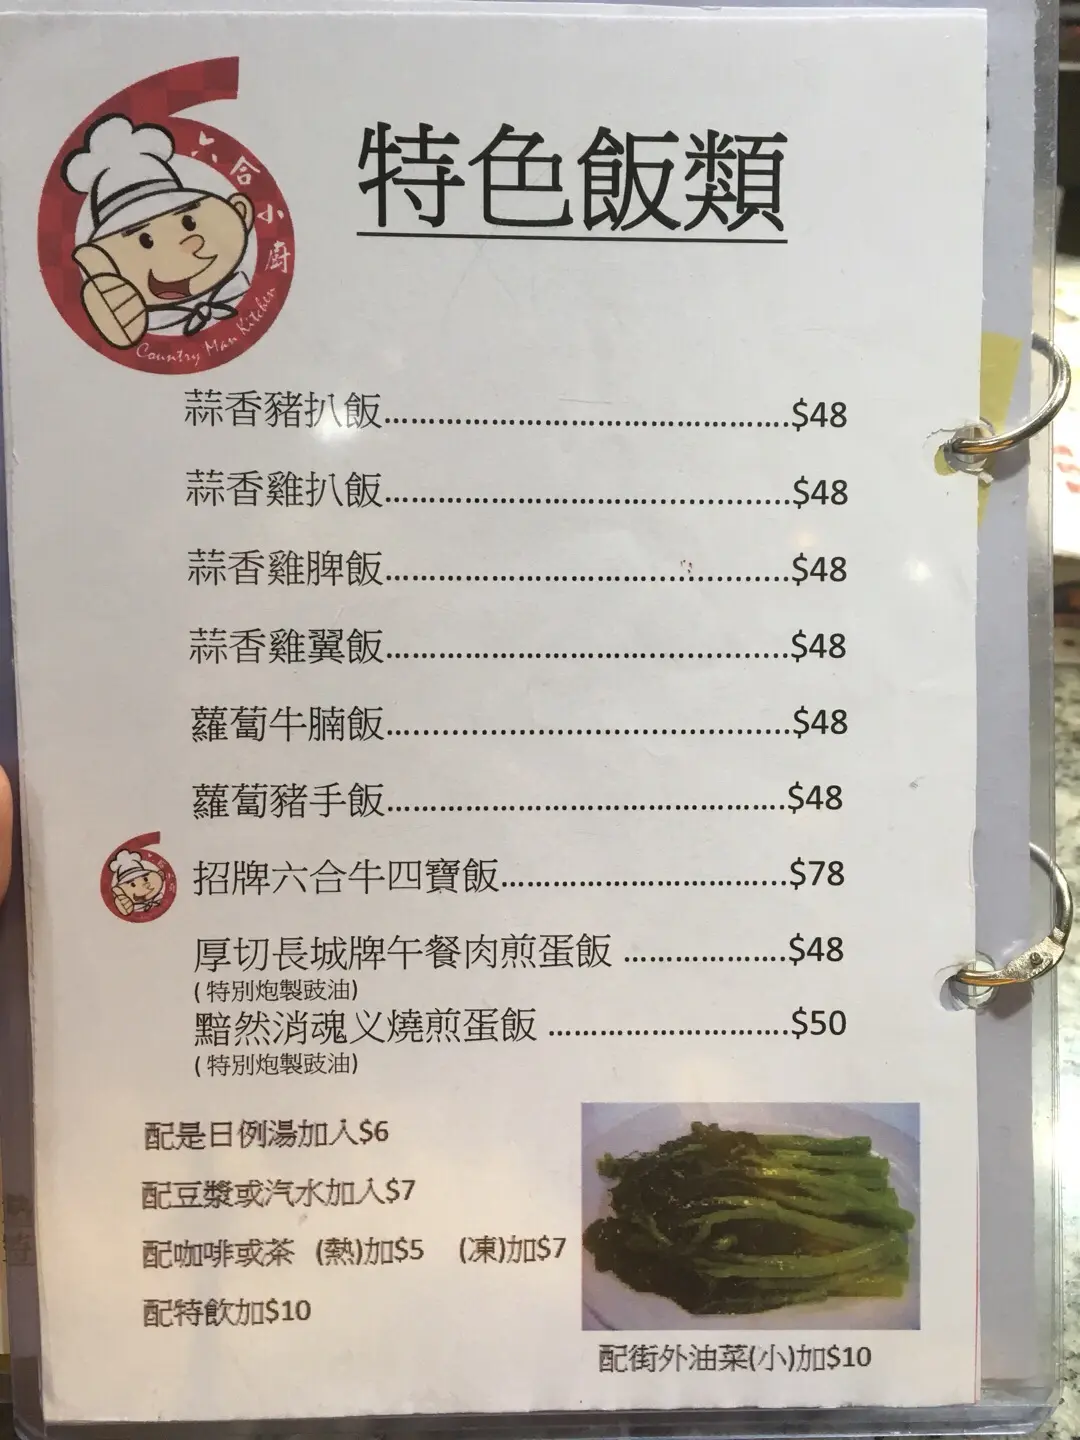 六合小廚
Country Man Kitchen
特色飯類
蒜香豬扒飯.............................................$48
蒜香雞扒飯.............................................$48
蒜香雞脾飯.............................................$48
蒜香雞翼飯.............................................$48
蘿蔔牛腩飯.............................................$48
蘿蔔豬手飯.............................................$48
招牌六合牛四寶飯................................$78
厚切長城牌午餐肉煎蛋飯 ..................$48
( 特別炮製豉油)
黯然消魂义燒煎蛋飯 ...........................$50
( 特別炮製豉油)
配是日例湯加入$6
配豆漿或汽水加入$7
配咖啡或茶 (熱)加$5 (凍)加$7
配特飲加$10
配街外油菜(小)加$10